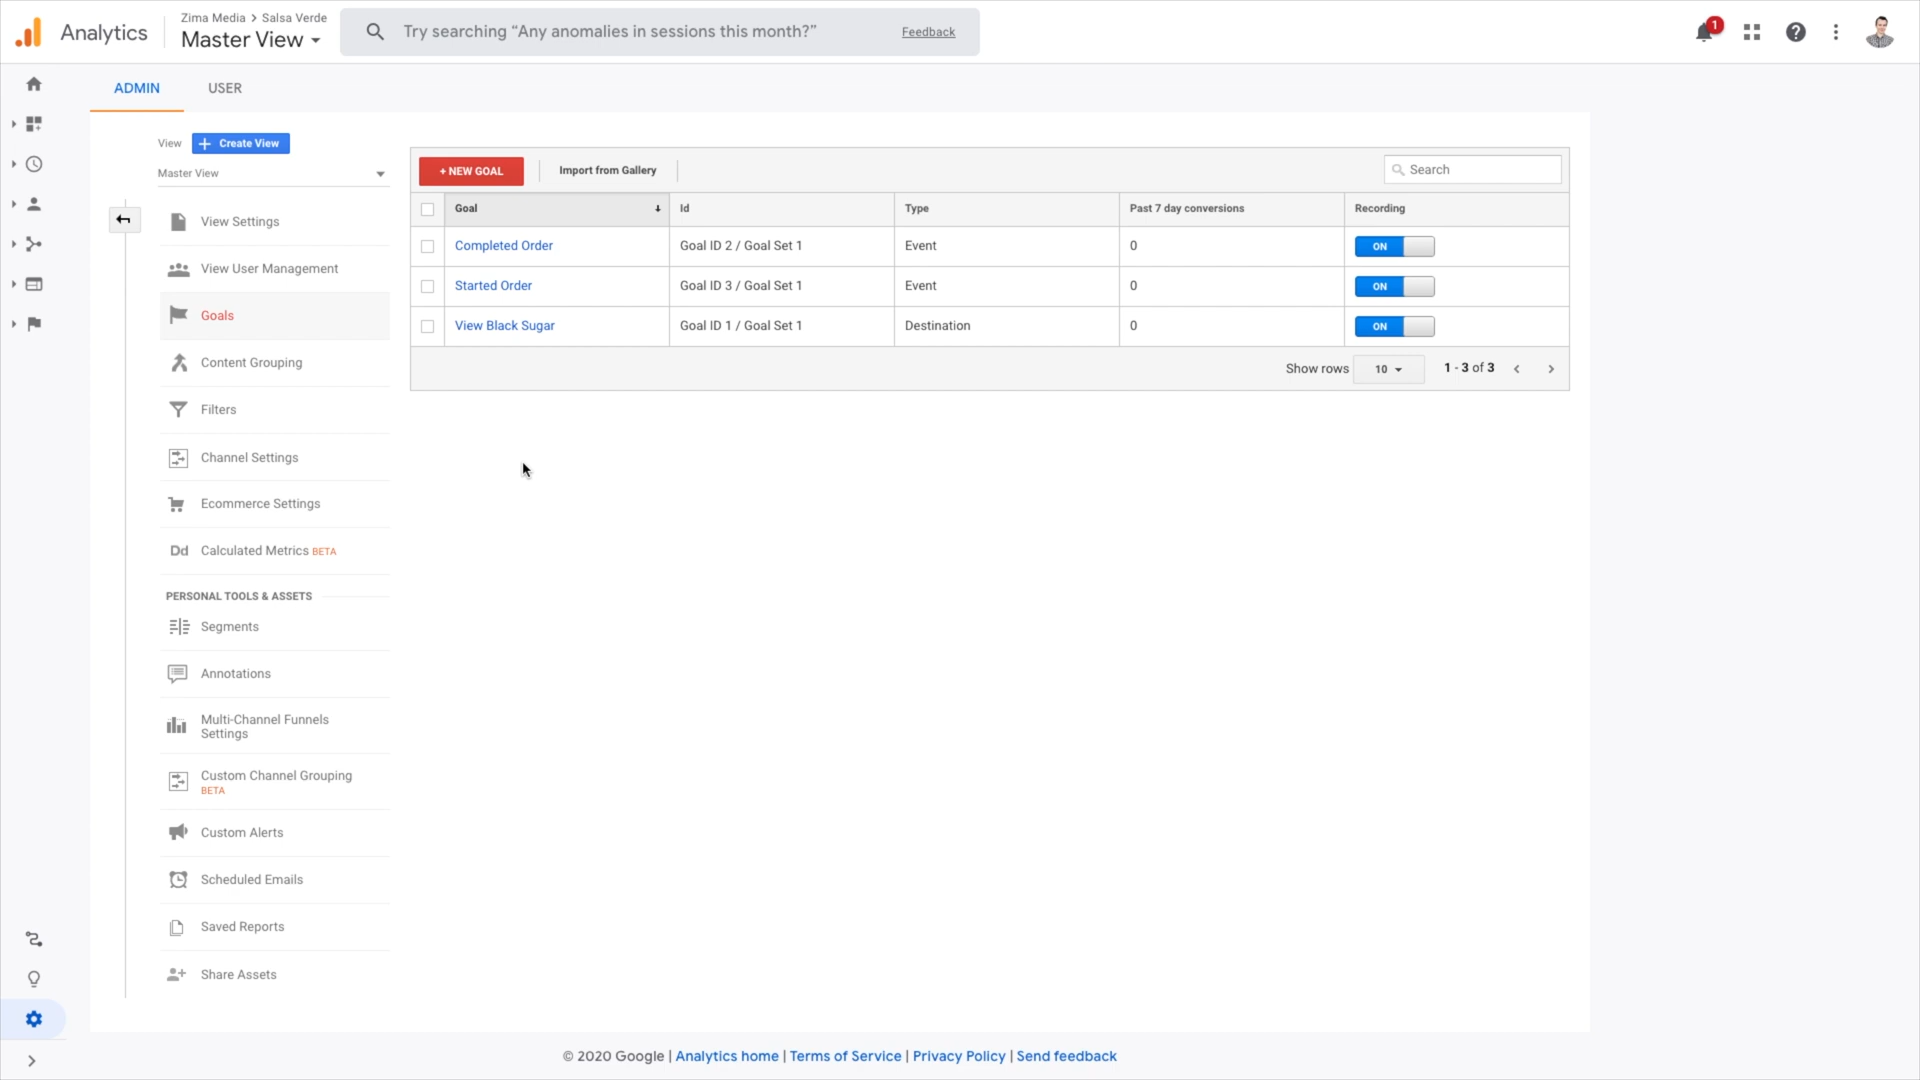 Analytics
Zima Media > Salsa Verde
Master View
Try searching “Any anomalies in sessions this month?”
Feedback
1
ADMIN
USER
View
Create View
Master View
View Settings
View User Management
Goals
Content Grouping
Filters
Channel Settings
Ecommerce Settings
Dd
Calculated Metrics BETA
PERSONAL TOOLS & ASSETS
Segments
Annotations
Multi-Channel Funnels
Settings
Custom Channel Grouping
BETA
Custom Alerts
Scheduled Emails
Saved Reports
Share Assets
+ NEW GOAL
Import from Gallery
Search
Goal Id Type Past 7 day conversions Recording
Completed Order Goal ID 2 / Goal Set 1 Event 0 ON
Started Order Goal ID 3 / Goal Set 1 Event 0 ON
View Black Sugar Goal ID 1 / Goal Set 1 Destination 0 ON
Show rows 10 1 - 3 of 3
© 2020 Google | Analytics home | Terms of Service | Privacy Policy | Send feedback